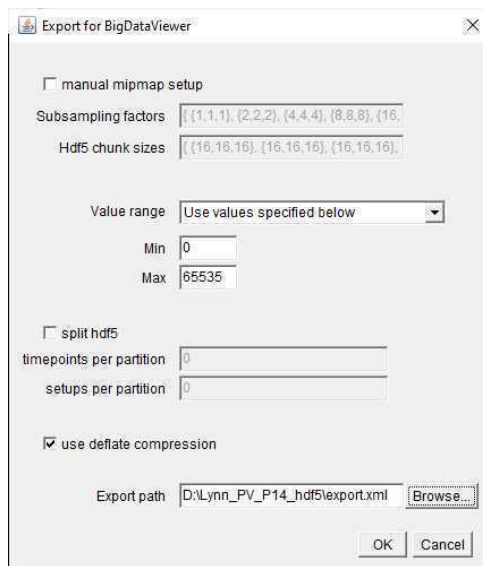 Export for BigDataViewer
manual mipmap setup
Subsampling factors { {1,1,1}, {2,2,2}, {4,4,4}, {8,8,8}, {16,
Hdf5 chunk sizes { {16,16,16}, {16,16,16}, {16,16,16},
Value range Use values specified below
Min 0
Max 65535
split hdf5
timepoints per partition 0
setups per partition 0
use deflate compression
Export path D:\Lynn_PV_P14_hdf5\export.xml Browse...
OK Cancel